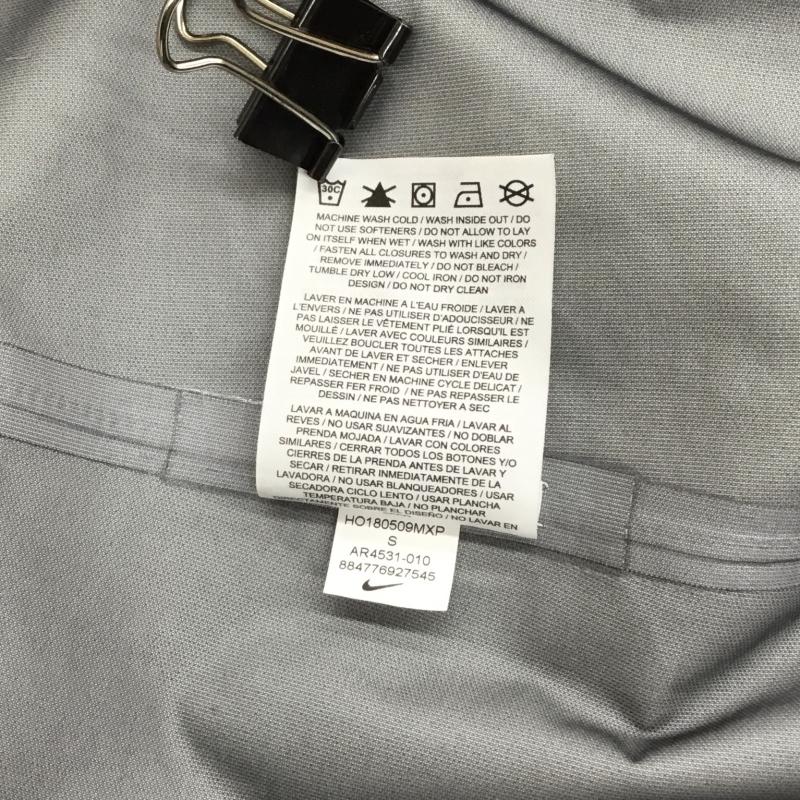 30C
MACHINE WASH COLD / WASH INSIDE OUT / DO
NOT USE SOFTENERS / DO NOT ALLOW TO LAY
ON ITSELF WHEN WET / WASH WITH LIKE COLORS
/ FASTEN ALL CLOSURES TO WASH AND DRY /
REMOVE IMMEDIATELY / DO NOT BLEACH /
TUMBLE DRY LOW / COOL IRON / DO NOT IRON
DESIGN / DO NOT DRY CLEAN
LAVER EN MACHINE A L'EAU FROIDE / LAVER A
L'ENVERS / NE PAS UTILISER D'ADOUCISSEUR / NE
PAS LAISSER LE VÊTEMENT PLIÉ LORSQU'IL EST
MOUILLÉ / LAVER AVEC COULEURS SIMILAIRES /
VEUILLEZ BOUCLER TOUTES LES ATTACHES
AVANT DE LAVER ET SECHER / ENLEVER
IMMEDIATEMENT / NE PAS UTILISER D'EAU DE
JAVEL / SECHER EN MACHINE CYCLE DELICAT /
REPASSER FER FROID / NE PAS REPASSER LE
DESSIN / NE PAS NETTOYER A SEC
LAVAR A MAQUINA EN AGUA FRIA / LAVAR AL
REVES / NO USAR SUAVIZANTES / NO DOBLAR
PRENDA MOJADA / LAVAR CON COLORES
SIMILARES / CERRAR TODOS LOS BOTONES Y/O
CIERRES DE LA PRENDA ANTES DE LAVAR Y
SECAR / RETIRAR INMEDIATAMENTE DE LA
LAVADORA / NO USAR BLANQUEADORES / USAR
SECADORA CICLO LENTO / USAR PLANCHA
TEMPERATURA BAJA / NO PLANCHAR
DIRECTAMENTE SOBRE EL DISEÑO / NO LAVAR EN
HO180509MXP
S
AR4531-010
884776927545